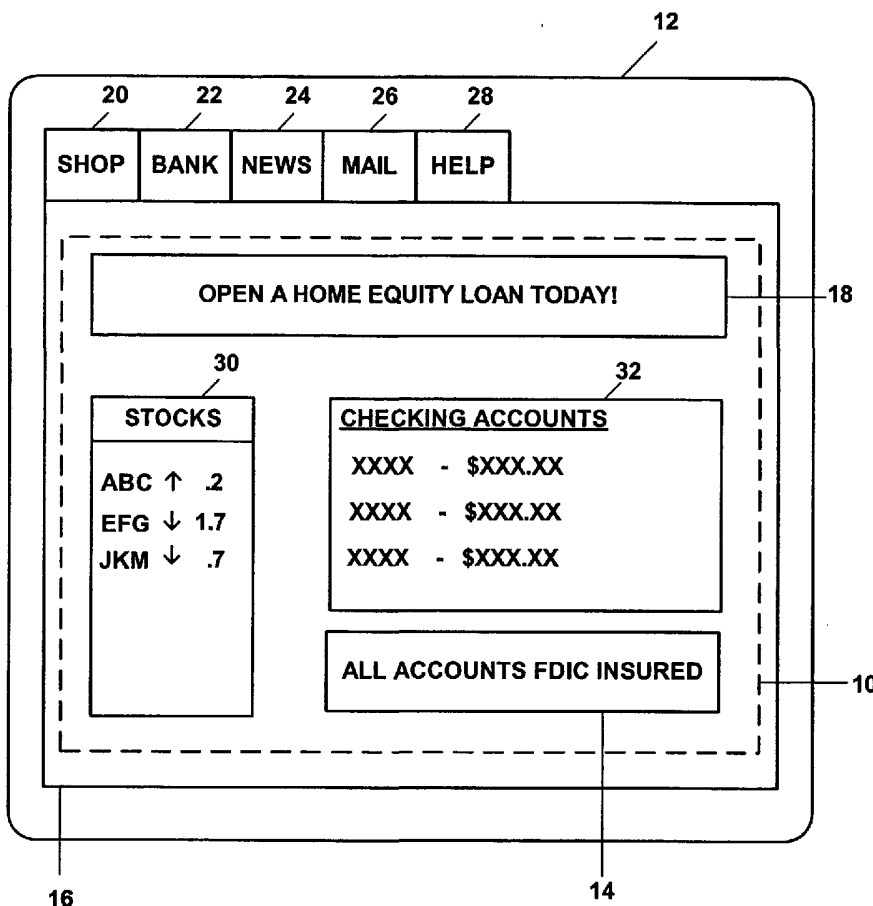 12
20 22 24 26 28
SHOP BANK NEWS MAIL HELP
OPEN A HOME EQUITY LOAN TODAY!
18
30
32
STOCKS
ABC ↑ .2
EFG ↓ 1.7
JKM ↓ .7
CHECKING ACCOUNTS
XXXX - $XXX.XX
XXXX - $XXX.XX
XXXX - $XXX.XX
ALL ACCOUNTS FDIC INSURED
10
16
14